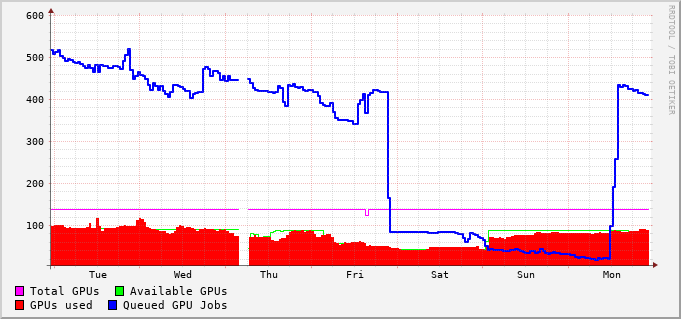 600
500
400
300
200
100
Tue Wed Thu Fri Sat Sun Mon
Total GPUs Available GPUs
GPUs used Queued GPU Jobs
RRDTOOL / TOBI OETIKER